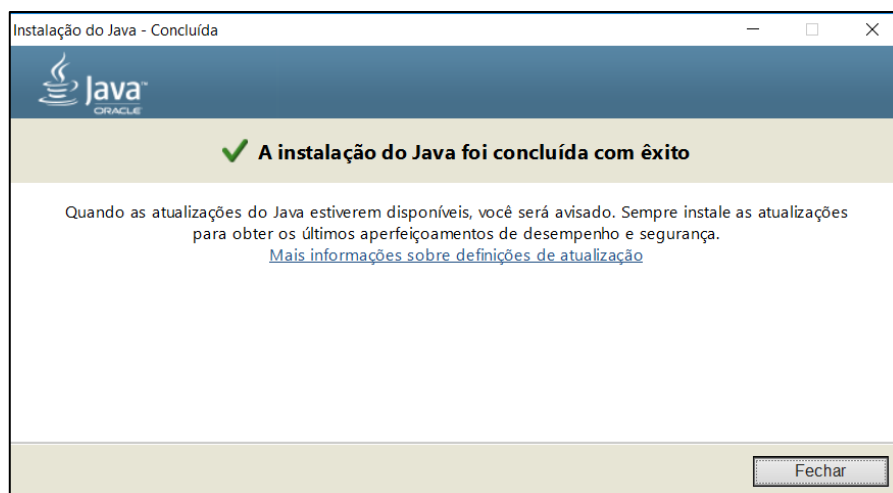 Instalação do Java - Concluída
Java™
ORACLE
A instalação do Java foi concluída com êxito
Quando as atualizações do Java estiverem disponíveis, você será avisado. Sempre instale as atualizações
para obter os últimos aperfeiçoamentos de desempenho e segurança.
Mais informações sobre definições de atualização
Fechar